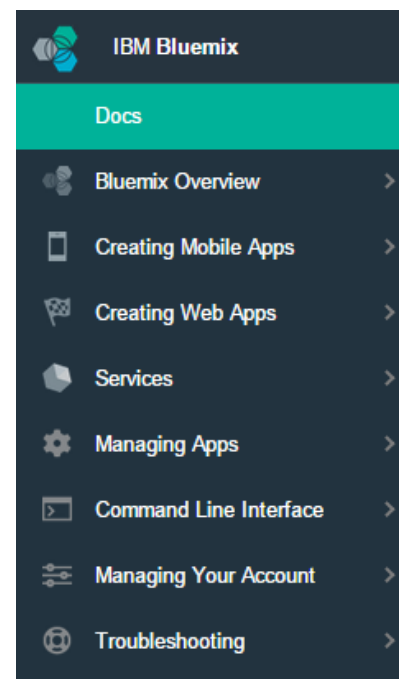 IBM Bluemix
Docs
Bluemix Overview
Creating Mobile Apps
Creating Web Apps
Services
Managing Apps
Command Line Interface
Managing Your Account
Troubleshooting